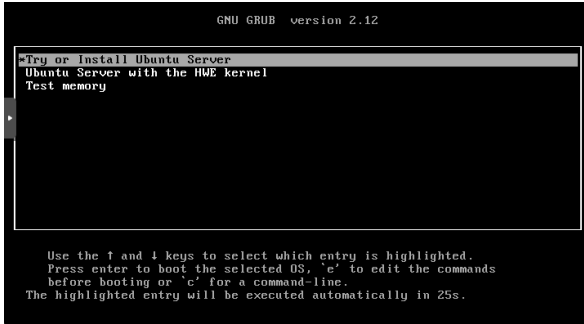 GNU GRUB  version 2.12
*Try or Install Ubuntu Server
Ubuntu Server with the HWE kernel
Test memory
Use the ↑ and ↓ keys to select which entry is highlighted.
Press enter to boot the selected OS, `e' to edit the commands
before booting or `c' for a command-line.
The highlighted entry will be executed automatically in 25s.